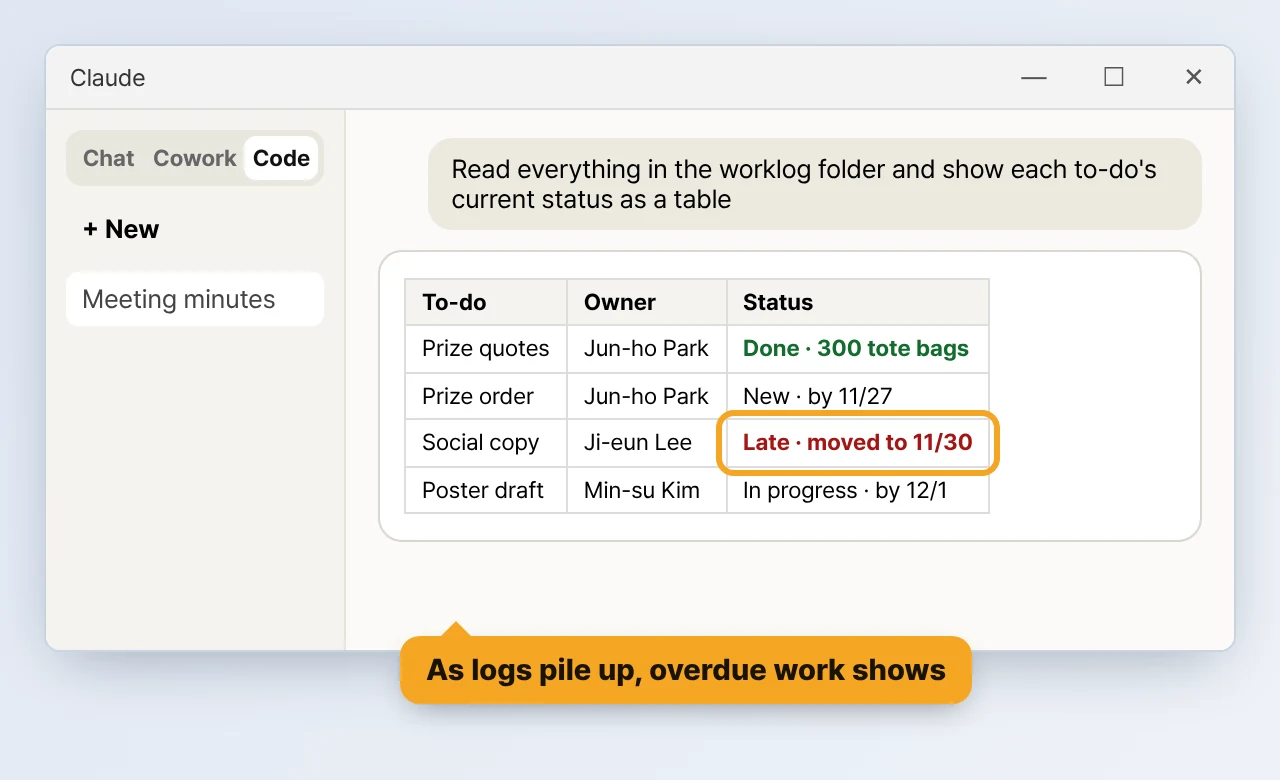 Claude
Chat Cowork Code
+ New
Meeting minutes
Read everything in the worklog folder and show each to-do's
current status as a table
To-do Owner Status
Prize quotes Jun-ho Park Done · 300 tote bags
Prize order Jun-ho Park New · by 11/27
Social copy Ji-eun Lee Late · moved to 11/30
Poster draft Min-su Kim In progress · by 12/1
As logs pile up, overdue work shows